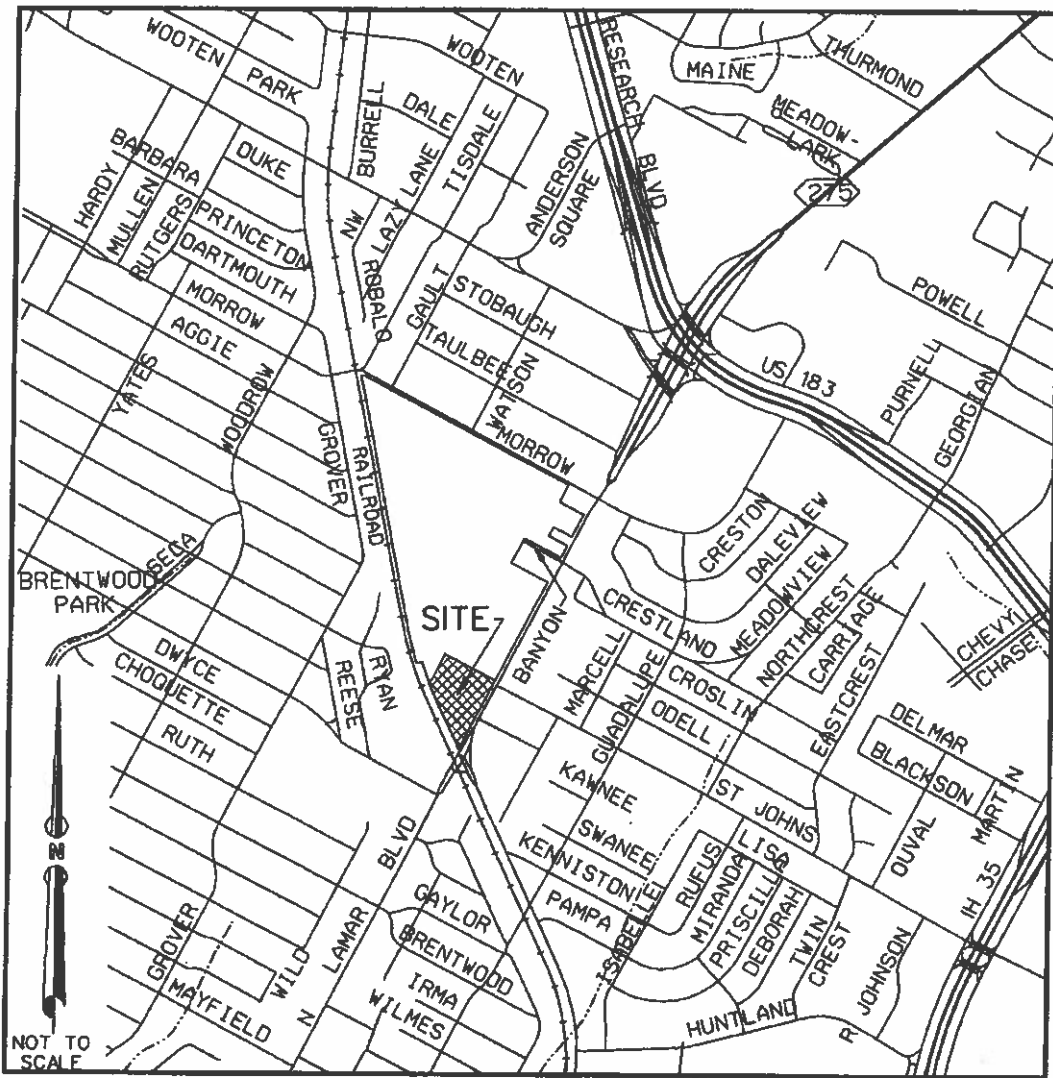 WOOTEN
PARK
WOOTEN
RESEARCH
BLVD.
MAINE
THURMOND
MEADOW-
LARK
275
BURRELL
DALE
LAZY LANE
TISDALE
ANDERSON
SQUARE
BARBARA
HARDY
MULLEN
RUTGERS
DUKE
PRINCETON
DARTMOUTH
MORROW
AGGIE
NW
ROBALO
GAULT
STOBAUGH
TAULBEE
WATSON
MORROW
POWELL
US 183
PURNELL
GEORGIAN
YATES
WOODROW
GROVER
RAILROAD
CRESTON
DALEVIEW
MEADOWVIEW
NORTHCREST
CARRIAGE
EASTCREST
CHEVY
CHASE
SEGA
BRENTWOOD
PARK
SITE
BANYON
CRESTLAND
MARCELL
GUADALUPE
CROSLIN
ODELL
DWYCE
CHOQUETTE
RUTH
REESE
RYAN
DELMAR
BLACKSON
MARTIN
KAWNEE
SWANEE
KENNISTON
PAMPA
ST JOHNS
LISA
RUFUS
MIRANDA
PRISCILLA
DEBORAH
TWIN
CREST
OUVAL
IH 35
ISABELLE
HUNTLAND
R JOHNSON
N LAMAR BLVD
GAYLOR
BRENTWOOD
IRMA
WILMES
GROVER
WILD
MAYFIELD
N
NOT TO
SCALE